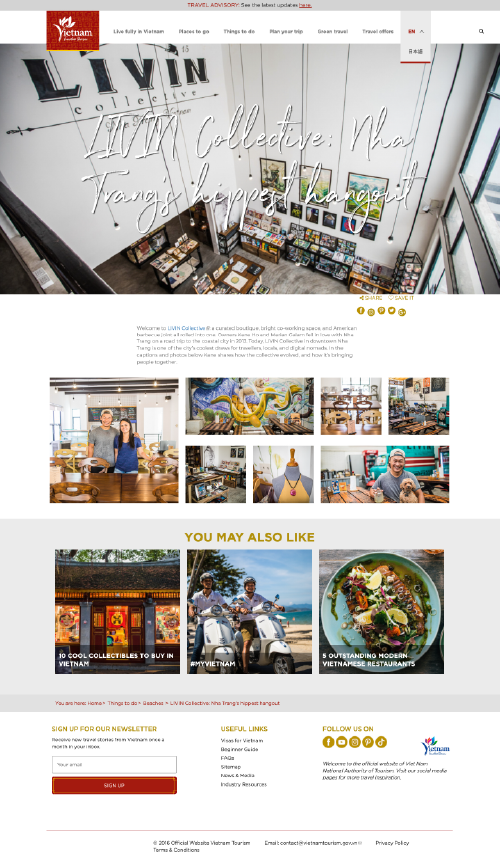 TRAVEL ADVISORY: See the latest updates here.
Vietnam
Live fully in Vietnam Places to go Things to do Plan your trip Green travel Travel offers EN
日本語
LIVIN
COLLECTIVE
LIVIN Collective: Nha
Trang's hippest hangout
SHARE SAVE IT
Welcome to LIVIN Collective a curated boutique, bright co-working space, and American
barbecue joint all rolled into one. Owners Kene Ho and Marlen fell in love with Nha
Trang on a road trip to the coastal city in 2013. Today, LIVIN Collective in downtown Nha
Trang is one of the city's coolest draws for travellers, locals, and digital nomads. In the
captions and photos below Kene shares how the collective evolved, and how it's bringing
people together.
LIVIN
YOU MAY ALSO LIKE
10 COOL COLLECTIBLES TO BUY IN
VIETNAM
#MYVIETNAM
5 OUTSTANDING MODERN
VIETNAMESE RESTAURANTS
You are here: Home > Things to do > Beaches > LIVIN Collective: Nha Trang's hippest hangout
SIGN UP FOR OUR NEWSLETTER
Receive new travel stories from Vietnam once a
month in your inbox.
Your email
SIGN UP
USEFUL LINKS
Visas for Vietnam
Beginner Guide
FAQs
Sitemap
News & Media
Industry Resources
FOLLOW US ON
Vietnam
Welcome to the official website of Viet Nam
National Authority of Tourism. Visit our social media
pages for more travel inspiration.
© 2016 Official Website Vietnam Tourism Email: contact@vietnamtourism.gov.vn Privacy Policy
Terms & Conditions